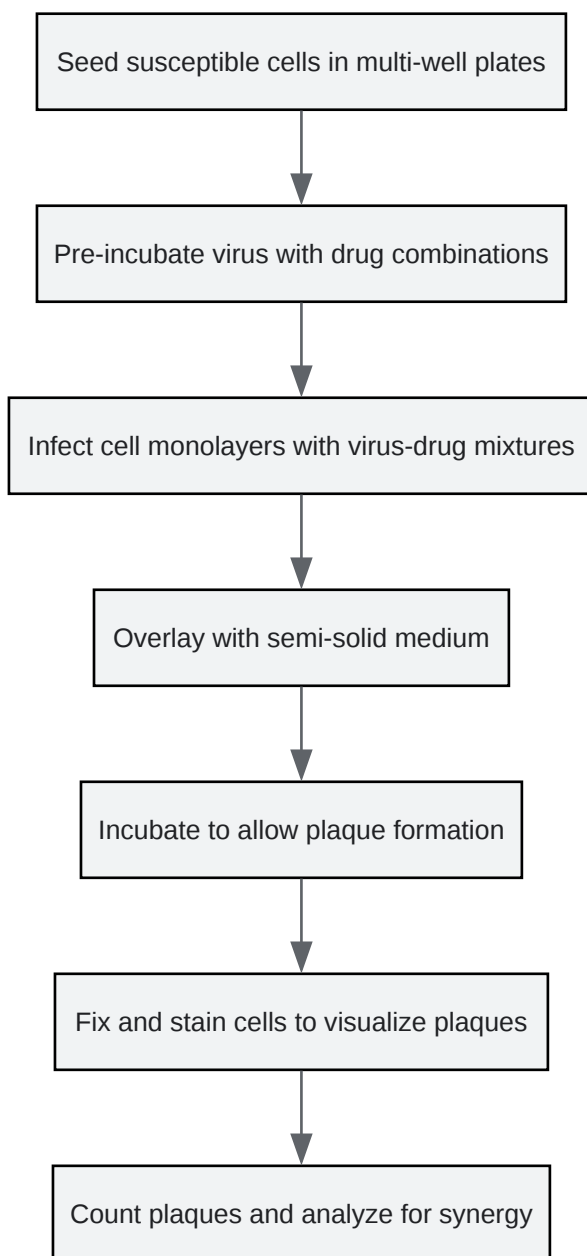 Seed susceptible cells in multi-well plates
Pre-incubate virus with drug combinations
Infect cell monolayers with virus-drug mixtures
Overlay with semi-solid medium
Incubate to allow plaque formation
Fix and stain cells to visualize plaques
Count plaques and analyze for synergy